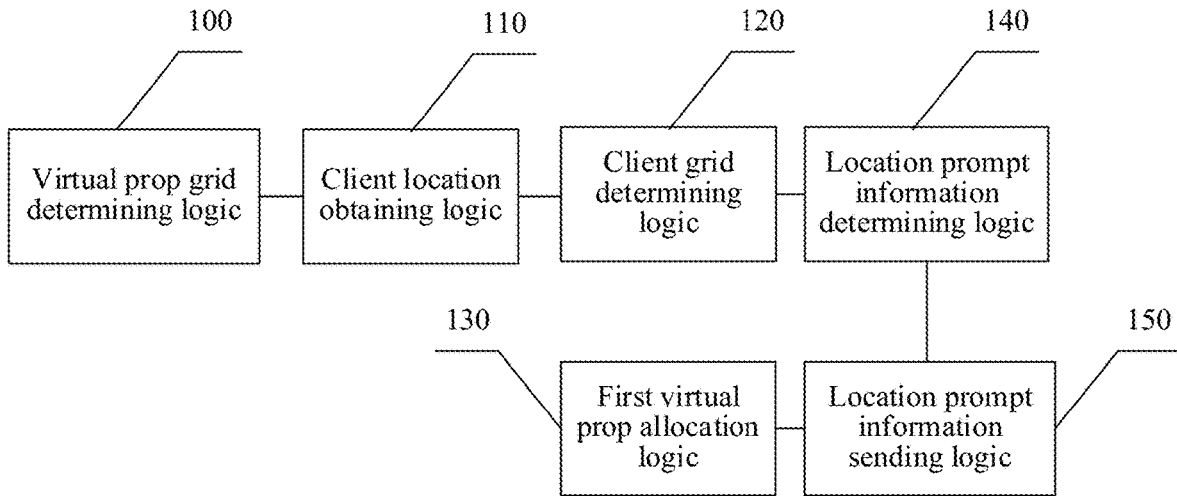 100
110
120
140
Virtual prop grid
determining logic
Client location
obtaining logic
Client grid
determining
logic
Location prompt
information
determining logic
130
150
First virtual
prop allocation
logic
Location prompt
information
sending logic